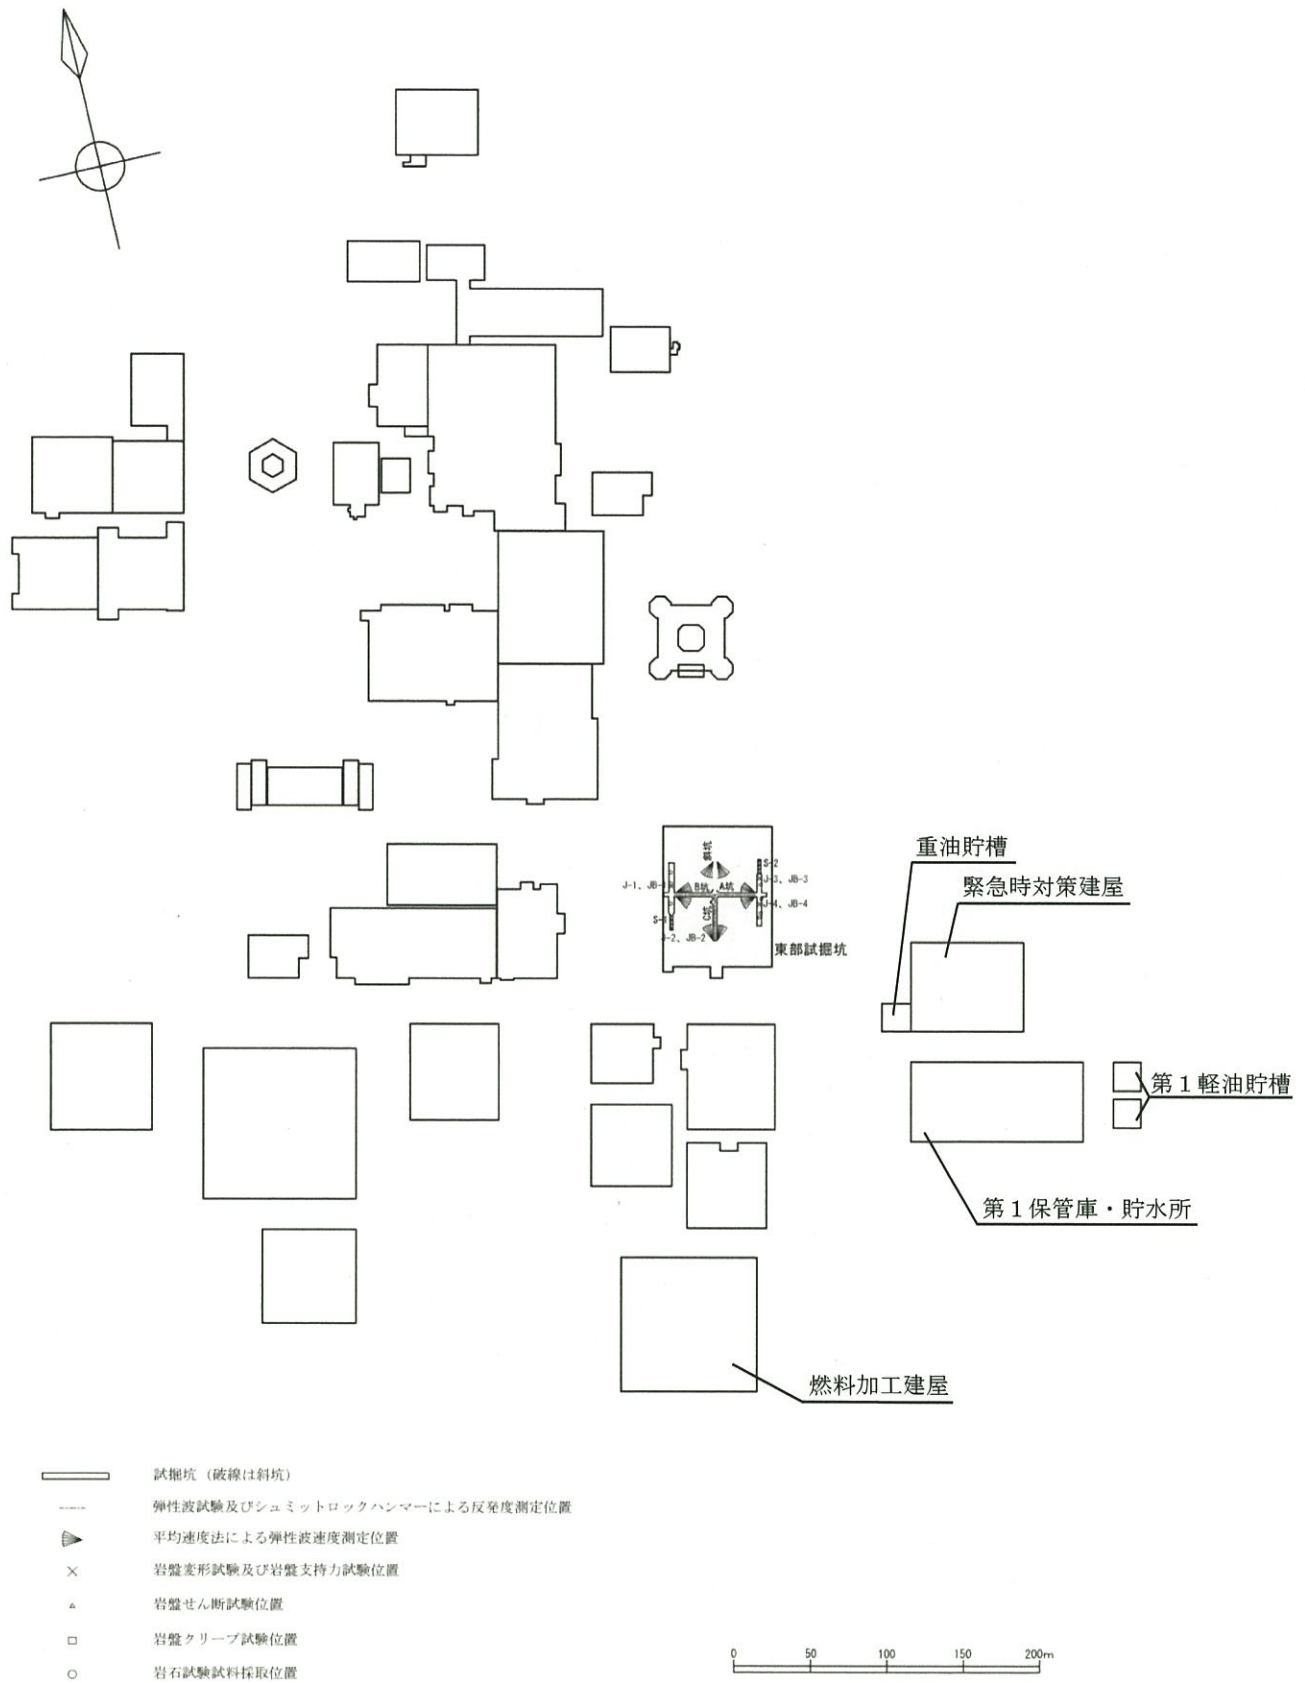 重油貯槽
緊急時対策建屋
斜坑
S-2
J-1、JB-1
B坑
A坑
J-3、JB-3
C坑
J-4、JB-4
S-1
J-2、JB-2
東部試掘坑
第1軽油貯槽
第1保管庫・貯水所
燃料加工建屋
試掘坑（破線は斜坑）
弾性波試験及びシュミットロックハンマーによる反発度測定位置
平均速度法による弾性波速度測定位置
岩盤変形試験及び岩盤支持力試験位置
岩盤せん断試験位置
岩盤クリープ試験位置
岩石試験試料採取位置
0 50 100 150 200m